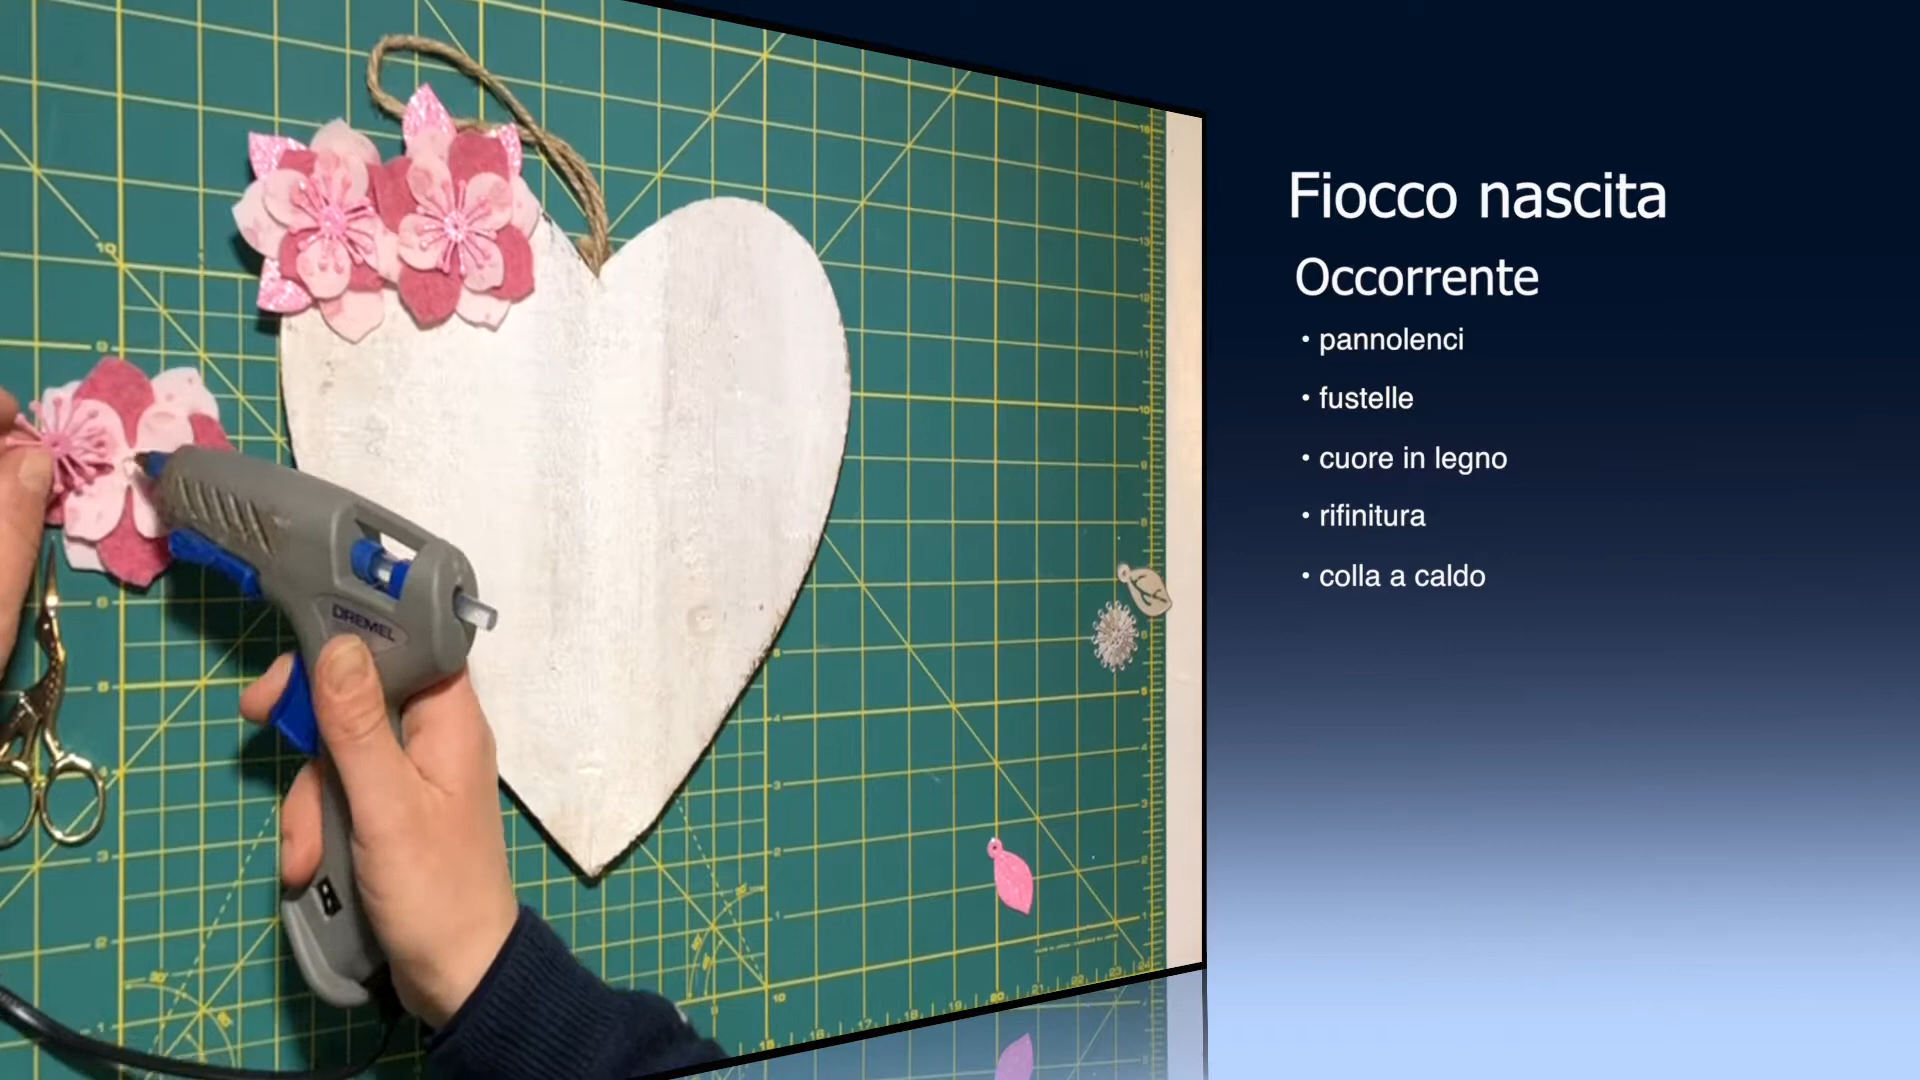 Fiocco nascita
Occorrente
• pannolenci
• fustelle
• cuore in legno
• rifinitura
• colla a caldo
DREMEL